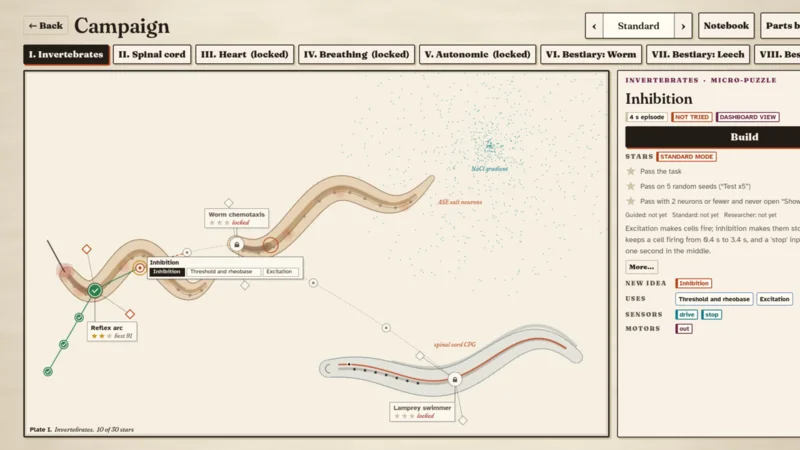 ← Back
Campaign
‹ Standard ›
Notebook
Parts b
I. Invertebrates
II. Spinal cord
III. Heart (locked)
IV. Breathing (locked)
V. Autonomic (locked)
VI. Bestiary: Worm
VII. Bestiary: Leech
VIII. Bes
NaCl gradient
ASE salt neurons
Worm chemotaxis
locked
Inhibition
Inhibition
Threshold and rheobase
Excitation
Reflex arc
best 91
spinal cord CPG
Lamprey swimmer
locked
Plate I. Invertebrates. 10 of 30 stars
INVERTEBRATES • MICRO-PUZZLE
Inhibition
4 s episode
NOT TRIED
DASHBOARD VIEW
Build
STARS
STANDARD MODE
Pass the task
Pass on 5 random seeds ("Test x5")
Pass with 2 neurons or fewer and never open "Show
Guided: not yet Standard: not yet Researcher: not yet
Excitation makes cells fire; inhibition makes them sto
keeps a cell firing from 0.4 s to 3.4 s, and a 'stop' in
one second in the middle.
More...
NEW IDEA
Inhibition
USES
Threshold and rheobase
Excitation
SENSORS
drive
stop
MOTORS
out